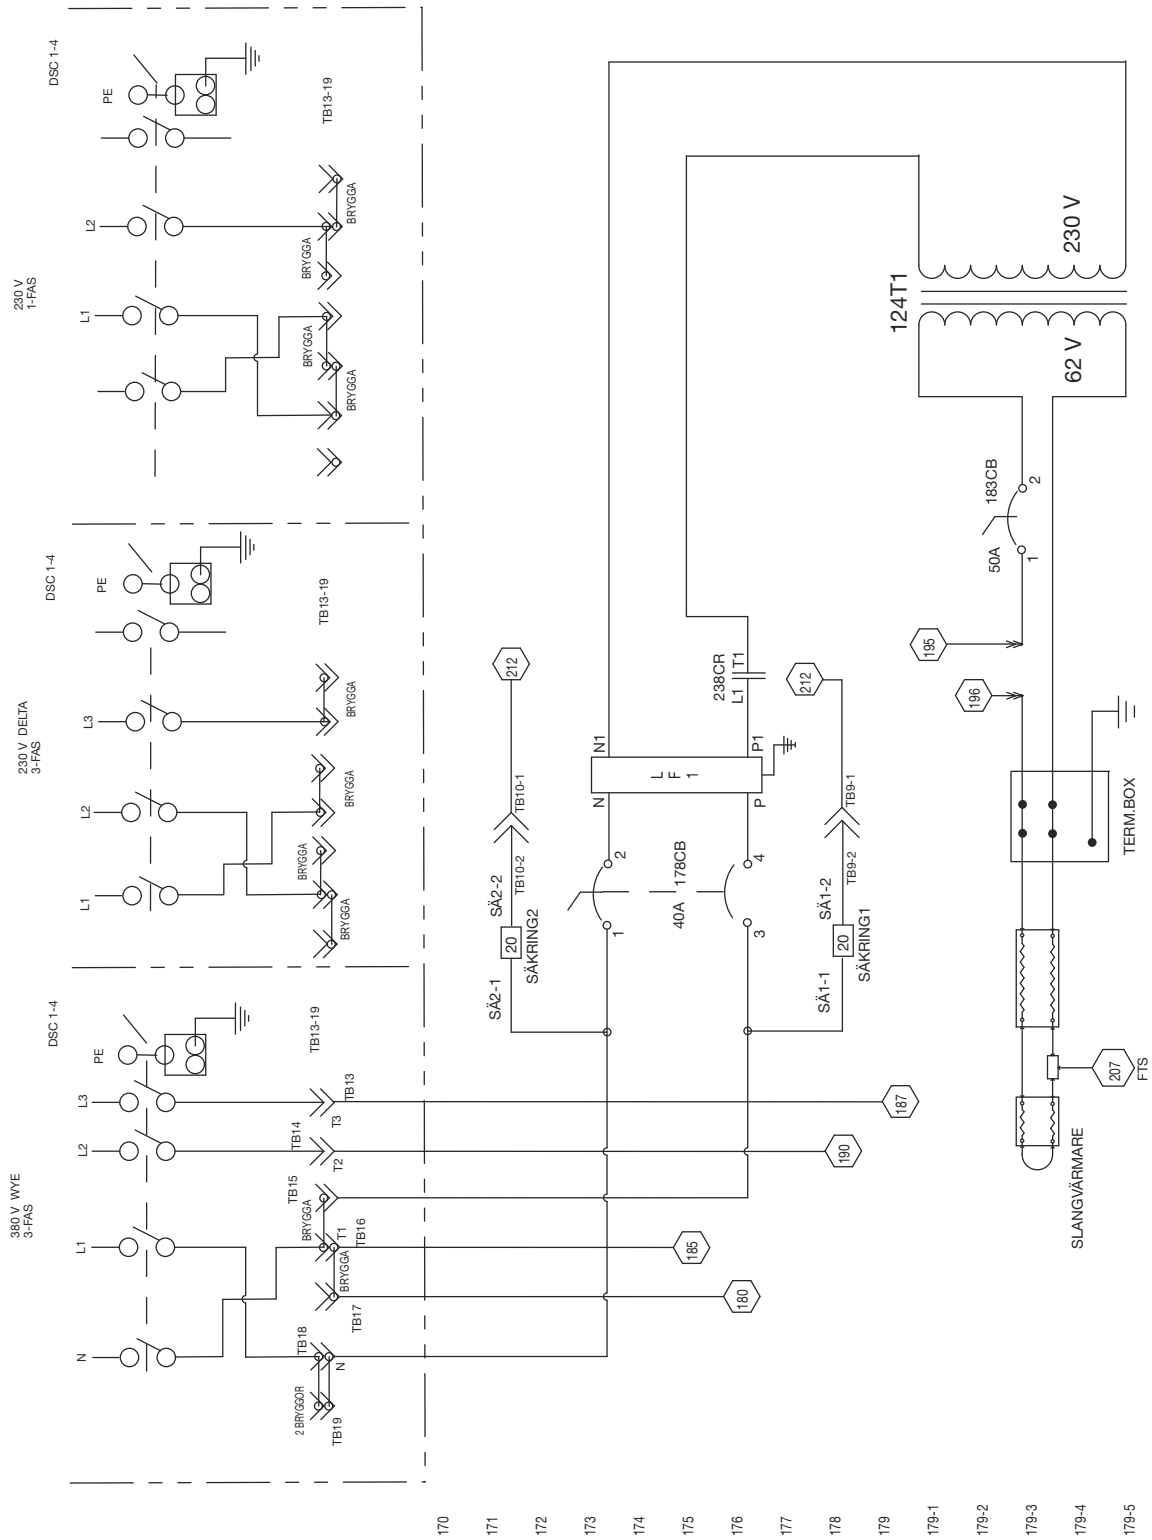 380 V WYE
3-FAS
DSC 1-4
N
L1
L2
L3
PE
2 BRYGGOR
TB19
TB18
N
TB17
BRYGGA
BRYGGA
T1
TB16
TB15
TB14
T2
TB13
T3
TB13-19
230 V DELTA
3-FAS
DSC 1-4
L1
L2
L3
PE
BRYGGA
BRYGGA
BRYGGA
BRYGGA
TB13-19
230 V
1-FAS
DSC 1-4
L1
L2
PE
BRYGGA
BRYGGA
BRYGGA
BRYGGA
TB13-19
170
171
172
173
174
175
176
177
178
179
179-1
179-2
179-3
179-4
179-5
180
185
190
187
SÄ2-1
20
SÄKRING2
SÄ2-2
TB10-2
TB10-1
212
1
2
40A 178CB
3
4
N
N1
LF1
P
P1
SÄ1-1
20
SÄKRING1
SÄ1-2
TB9-2
TB9-1
212
238CR
L1 T1
124T1
230 V
62 V
50A
183CB
1
2
195
196
TERM.BOX
207
FTS
SLANGVÄRMARE